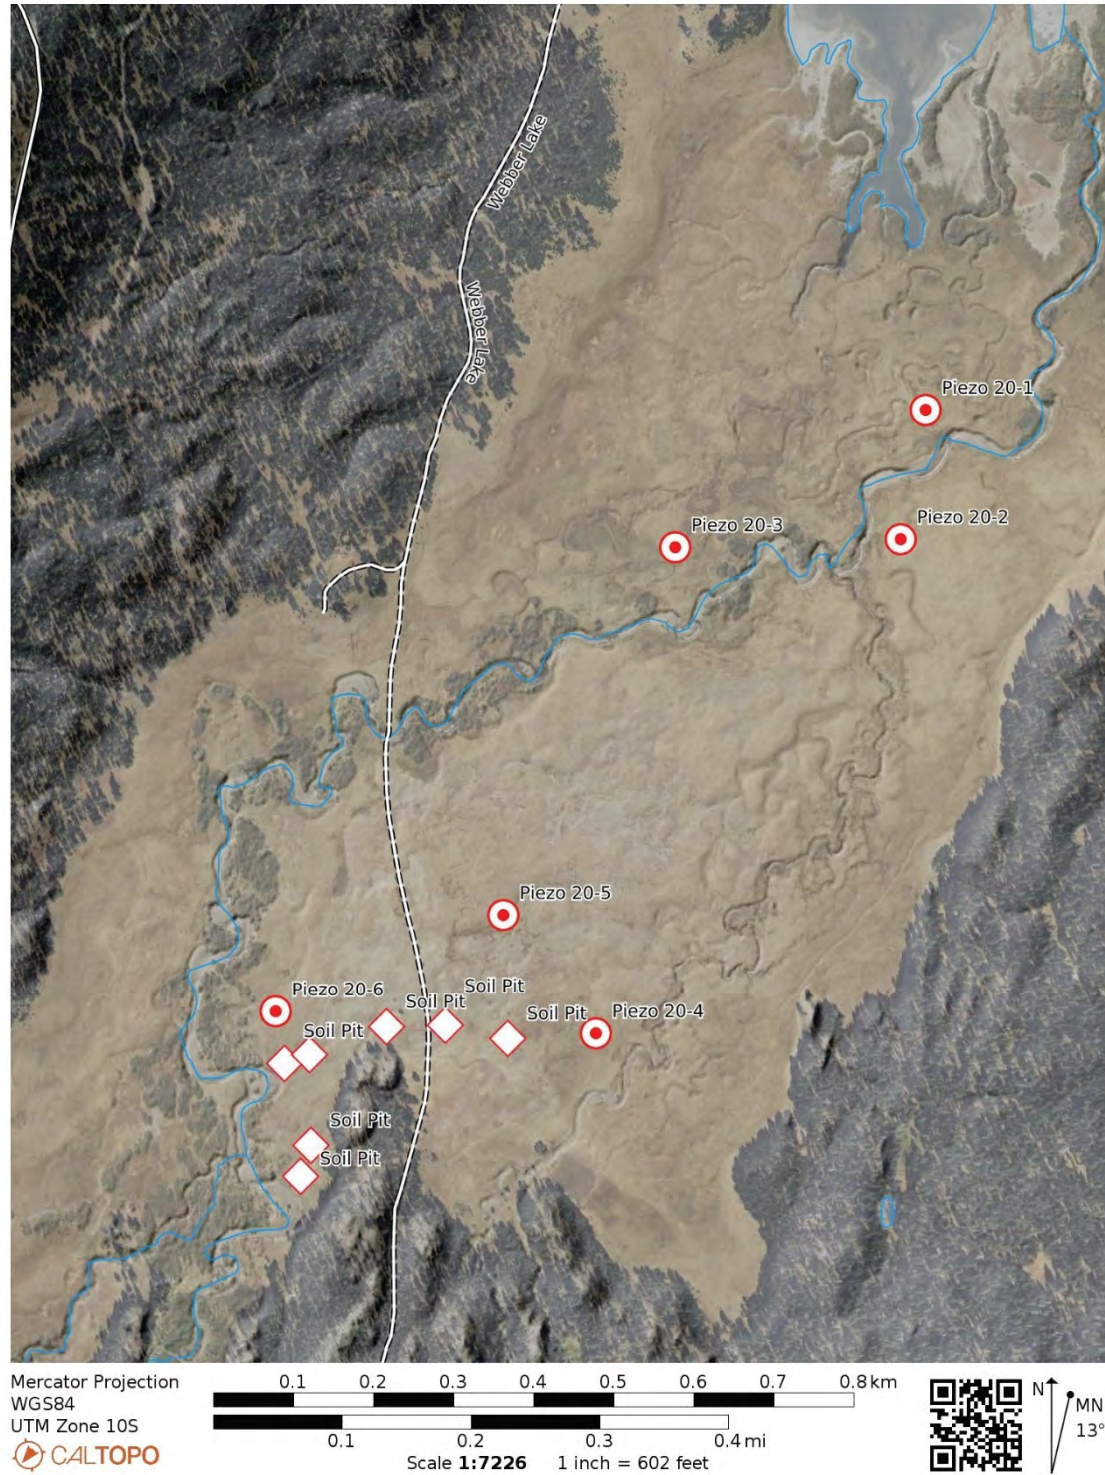 Webber Lake
Webber Lake
Piezo 20-1
Piezo 20-2
Piezo 20-3
Piezo 20-5
Soil Pit
Piezo 20-6
Soil Pit
Soil Pit
Piezo 20-4
Soil Pit
Soil Pit
Soil Pit
Mercator Projection
WGS84
UTM Zone 10S
CALTOPO
0.1 0.2 0.3 0.4 0.5 0.6 0.7 0.8 km
0.1 0.2 0.3 0.4 mi
Scale 1:7226 1 inch = 602 feet
N
MN
13°